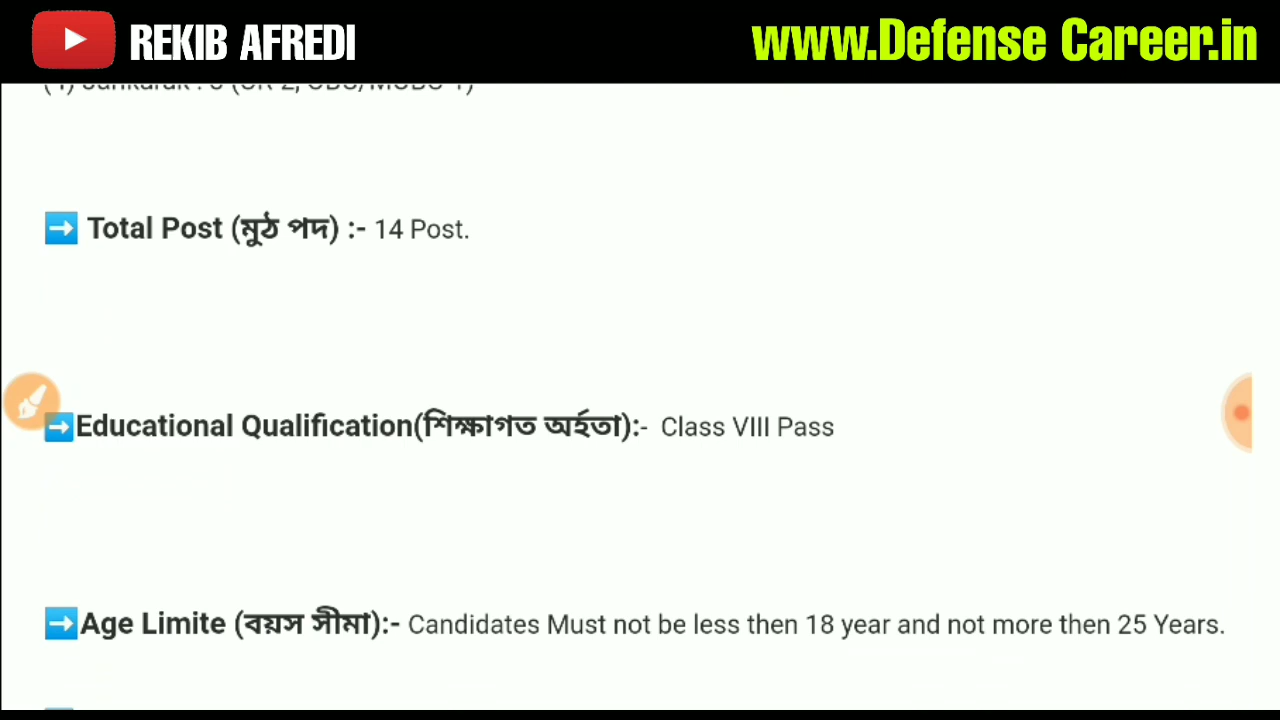 REKIB AFREDI
www.Defense Career.in
➡️ Total Post (মুঠ পদ) :- 14 Post.
➡️Educational Qualification(শিক্ষাগত অৰ্হতা):- Class VIII Pass
➡️Age Limite (বয়স সীমা):- Candidates Must not be less then 18 year and not more then 25 Years.